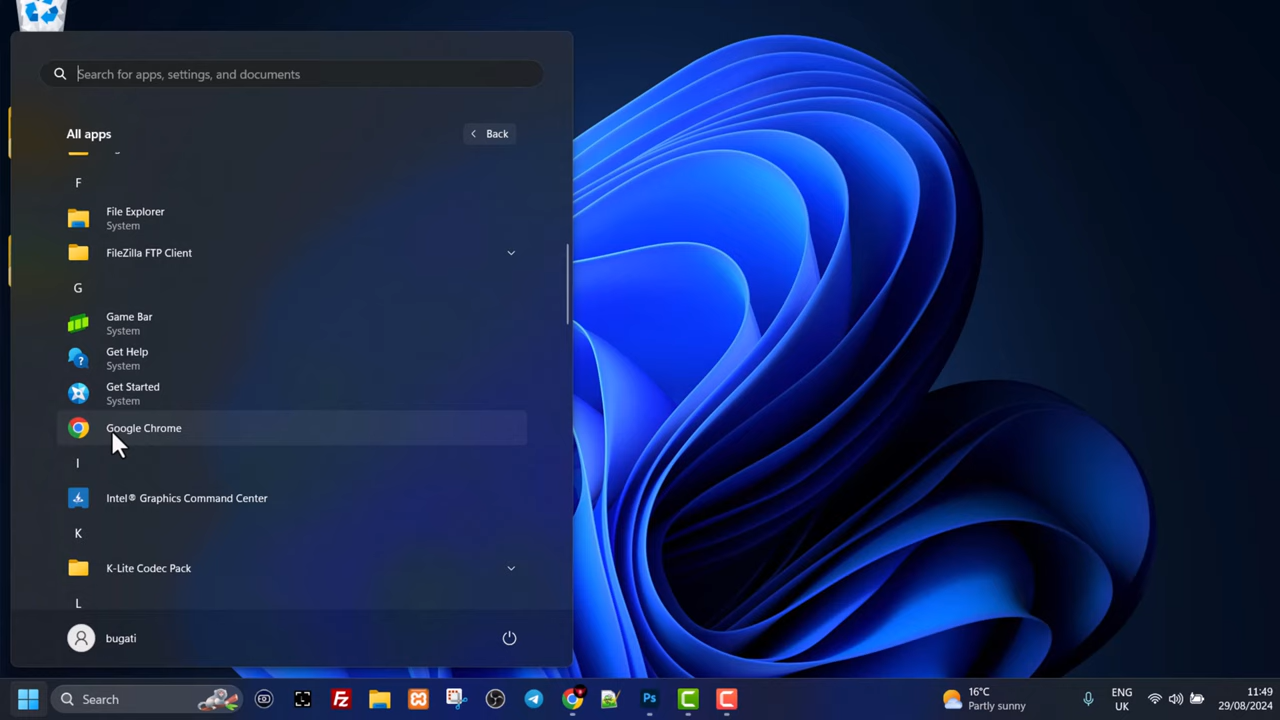 Search for apps, settings, and documents
All apps
Back
F
File Explorer
System
FileZilla FTP Client
G
Game Bar
System
Get Help
System
Get Started
System
Google Chrome
I
Intel® Graphics Command Center
K
K-Lite Codec Pack
L
bugati
Search
Fz
Ps
C
C
16°C
Partly sunny
ENG
UK
11:49
29/08/2024